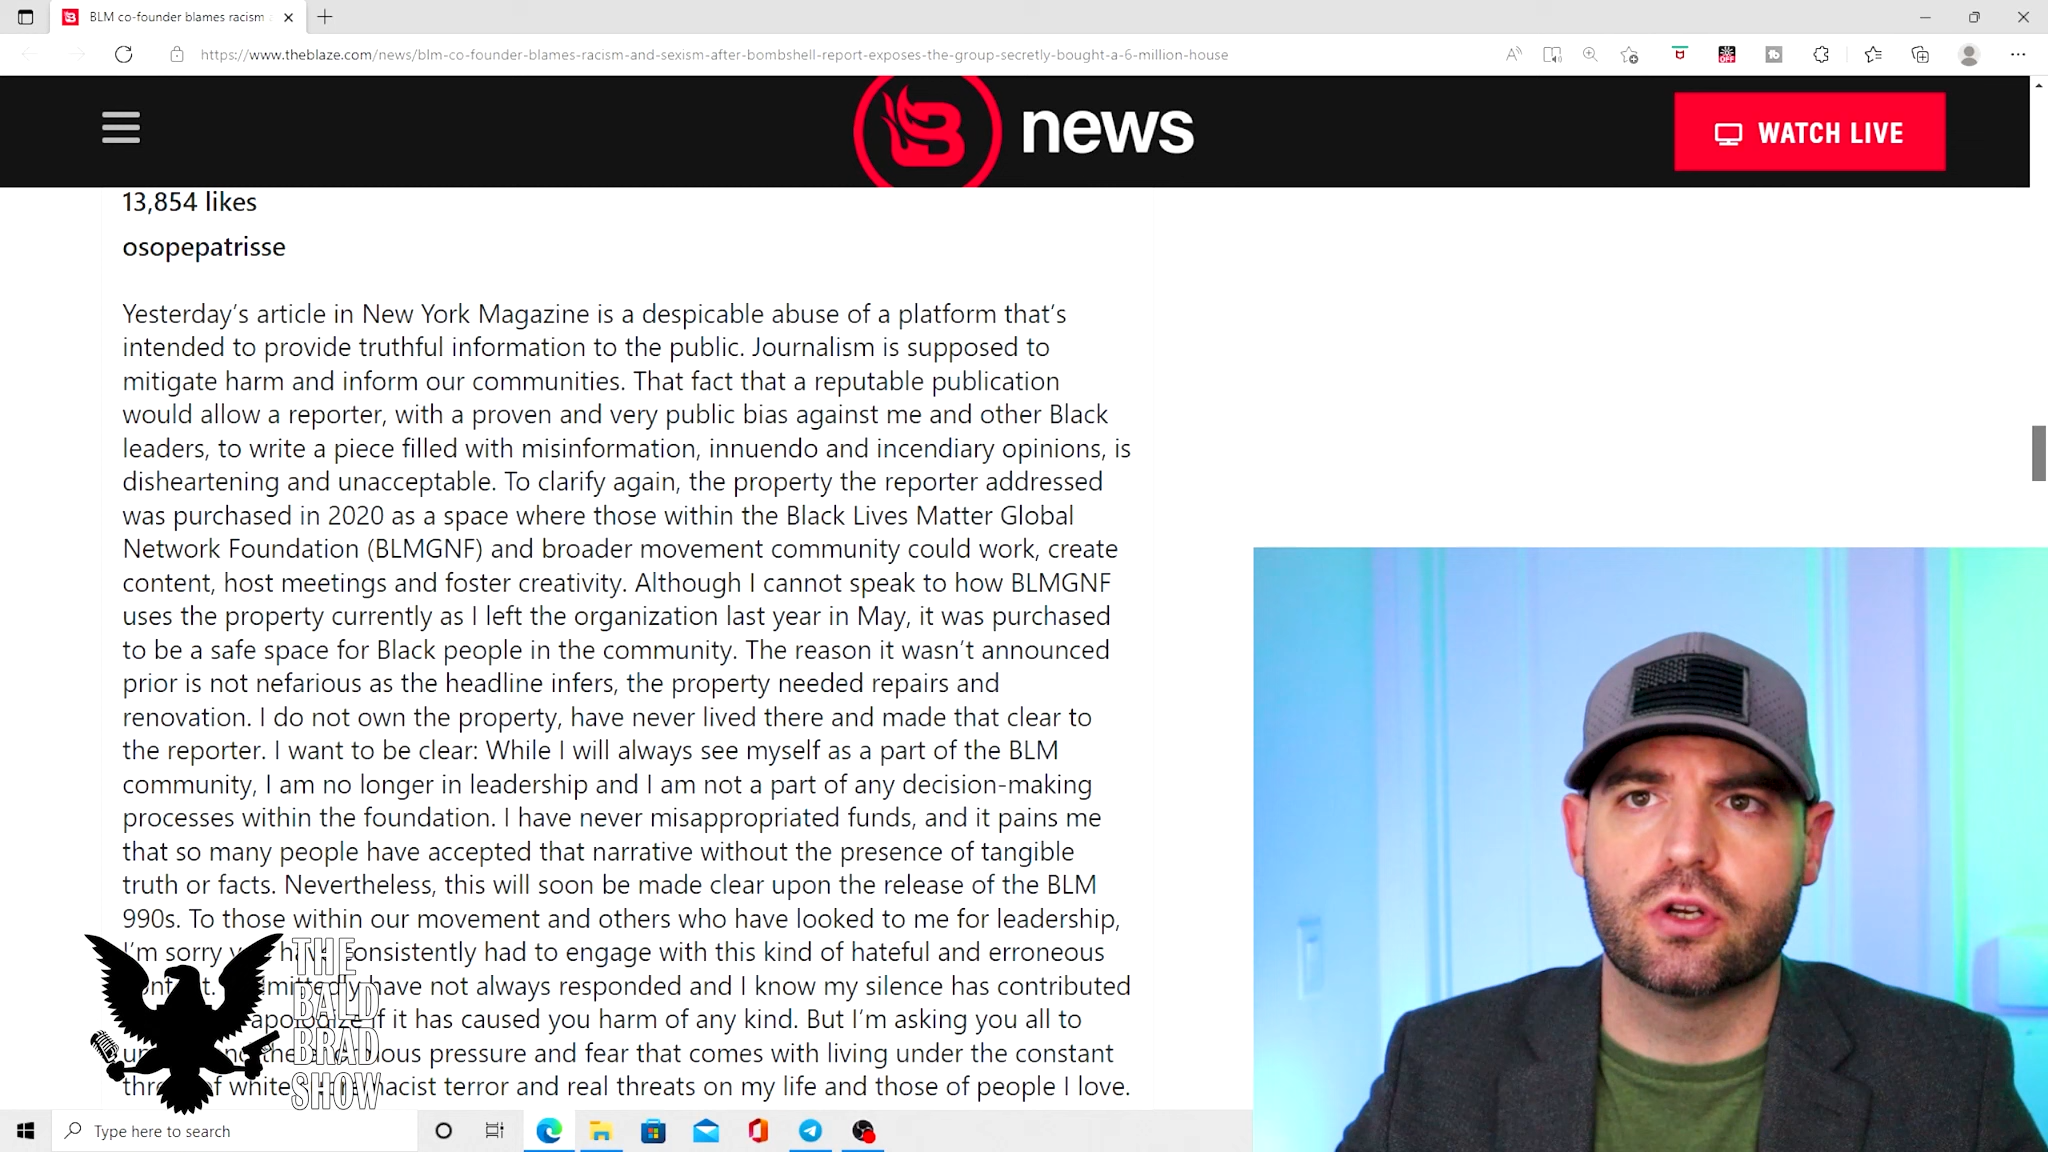 BLM co-founder blames racism
https://www.theblaze.com/news/blm-co-founder-blames-racism-and-sexism-after-bombshell-report-exposes-the-group-secretly-bought-a-6-million-house
news
WATCH LIVE
13,854 likes
osopepatrisse
Yesterday's article in New York Magazine is a despicable abuse of a platform that's
intended to provide truthful information to the public. Journalism is supposed to
mitigate harm and inform our communities. That fact that a reputable publication
would allow a reporter, with a proven and very public bias against me and other Black
leaders, to write a piece filled with misinformation, innuendo and incendiary opinions, is
disheartening and unacceptable. To clarify again, the property the reporter addressed
was purchased in 2020 as a space where those within the Black Lives Matter Global
Network Foundation (BLMGNF) and broader movement community could work, create
content, host meetings and foster creativity. Although I cannot speak to how BLMGNF
uses the property currently as I left the organization last year in May, it was purchased
to be a safe space for Black people in the community. The reason it wasn't announced
prior is not nefarious as the headline infers, the property needed repairs and
renovation. I do not own the property, have never lived there and made that clear to
the reporter. I want to be clear: While I will always see myself as a part of the BLM
community, I am no longer in leadership and I am not a part of any decision-making
processes within the foundation. I have never misappropriated funds, and it pains me
that so many people have accepted that narrative without the presence of tangible
truth or facts. Nevertheless, this will soon be made clear upon the release of the BLM
990s. To those within our movement and others who have looked to me for leadership,
I'm sorry have consistently had to engage with this kind of hateful and erroneous
have not always responded and I know my silence has contributed
apologize if it has caused you harm of any kind. But I'm asking you all to
pressure and fear that comes with living under the constant
of white terror and real threats on my life and those of people I love.
THE
BALD
BRAD
SHOW
Type here to search